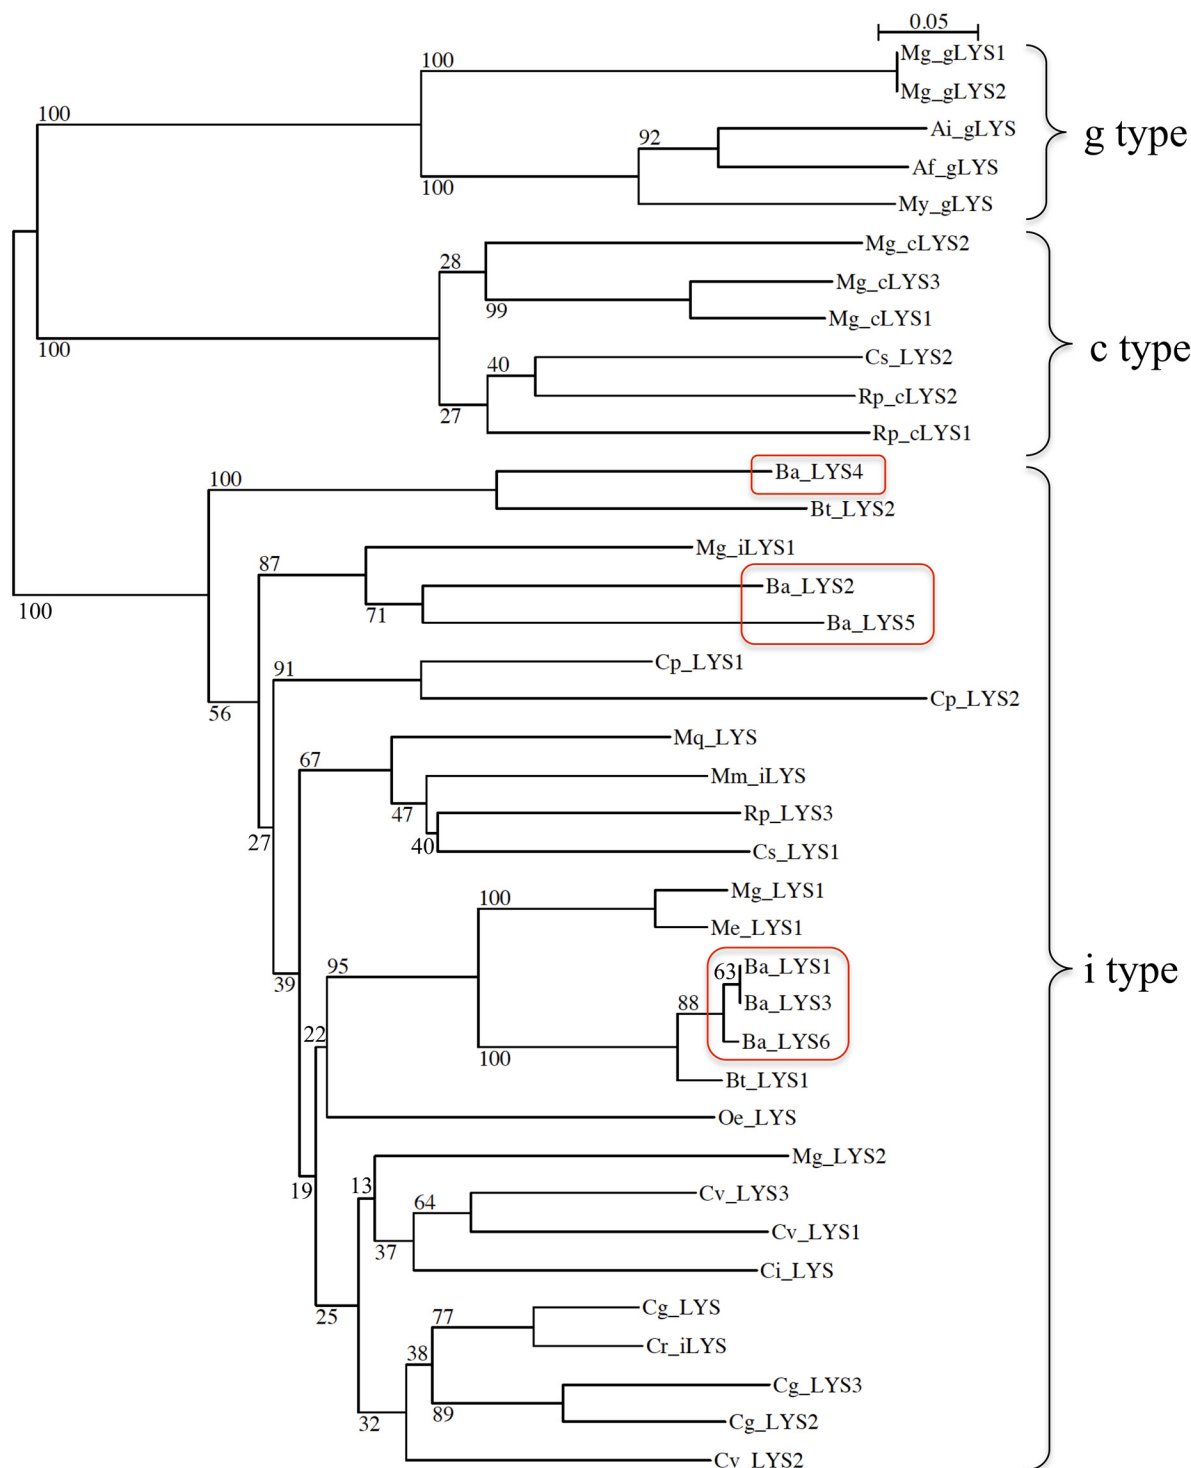 0.05
Mg_gLYS1
100
Mg_gLYS2
100
Ai_gLYS
92
g type
Af_gLYS
100
My_gLYS
Mg_cLYS2
28
Mg_cLYS3
99
Mg_cLYS1
100
c type
Cs_LYS2
40
Rp_cLYS2
27
Rp_cLYS1
Ba_LYS4
100
Bt_LYS2
Mg_iLYS1
87
Ba_LYS2
100
71
Ba_LYS5
Cp_LYS1
91
Cp_LYS2
56
Mq_LYS
67
Mm_iLYS
47
Rp_LYS3
27
40
Cs_LYS1
Mg_LYS1
100
Me_LYS1
95
63
Ba_LYS1
i type
39
88
Ba_LYS3
22
Ba_LYS6
100
Bt_LYS1
Oe_LYS
Mg_LYS2
19
13
Cv_LYS3
64
Cv_LYS1
37
Ci_LYS
Cg_LYS
25
77
Cr_iLYS
38
Cg_LYS3
89
32
Cg_LYS2
Cv_LYS2